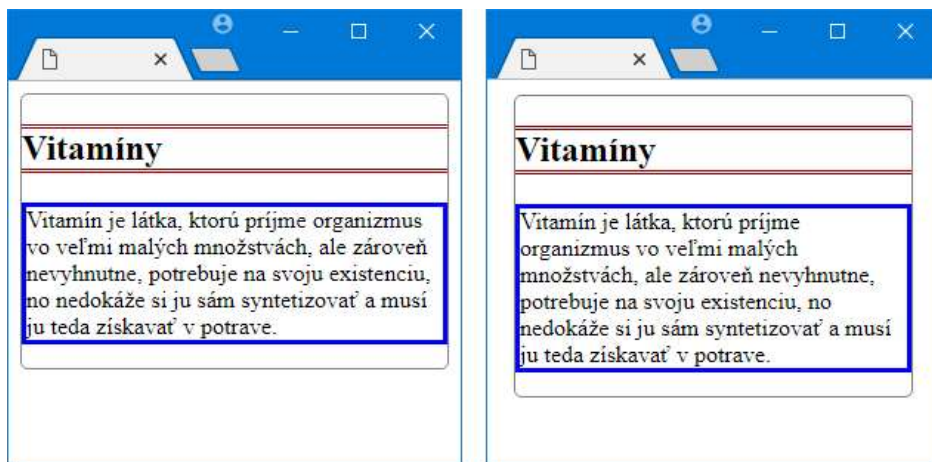 Vitamíny
Vitamín je látka, ktorú príjme organizmus
vo veľmi malých množstvách, ale zároveň
nevyhnutne, potrebuje na svoju existenciu,
no nedokáže si ju sám syntetizovať a musí
ju teda získavať v potrave.
Vitamíny
Vitamín je látka, ktorú príjme
organizmus vo veľmi malých
množstvách, ale zároveň nevyhnutne,
potrebuje na svoju existenciu, no
nedokáže si ju sám syntetizovať a musí
ju teda získavať v potrave.